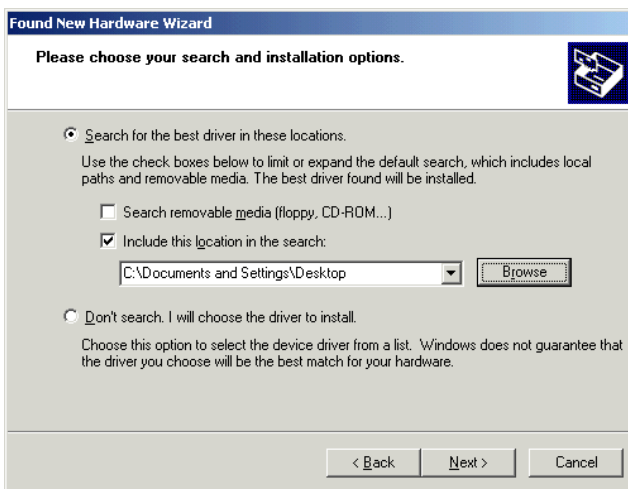 Found New Hardware Wizard
Please choose your search and installation options.
Search for the best driver in these locations.
Use the check boxes below to limit or expand the default search, which includes local
paths and removable media. The best driver found will be installed.
Search removable media (floppy, CD-ROM...)
Include this location in the search:
C:\Documents and Settings\Desktop
Browse
Don't search. I will choose the driver to install.
Choose this option to select the device driver from a list. Windows does not guarantee that
the driver you choose will be the best match for your hardware.
< Back
Next >
Cancel